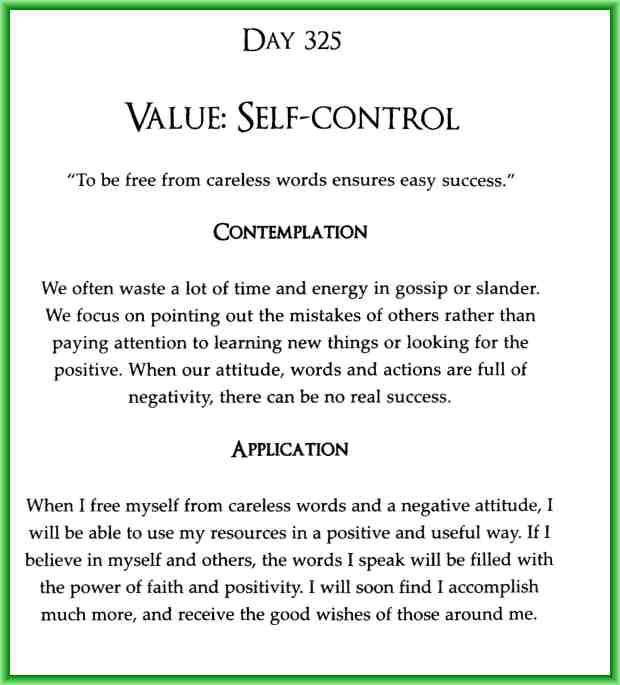 DAY 325
VALUE: SELF-CONTROL
"To be free from careless words ensures easy success."
CONTEMPLATION
We often waste a lot of time and energy in gossip or slander.
We focus on pointing out the mistakes of others rather than
paying attention to learning new things or looking for the
positive. When our attitude, words and actions are full of
negativity, there can be no real success.
APPLICATION
When I free myself from careless words and a negative attitude, I
will be able to use my resources in a positive and useful way. If I
believe in myself and others, the words I speak will be filled with
the power of faith and positivity. I will soon find I accomplish
much more, and receive the good wishes of those around me.